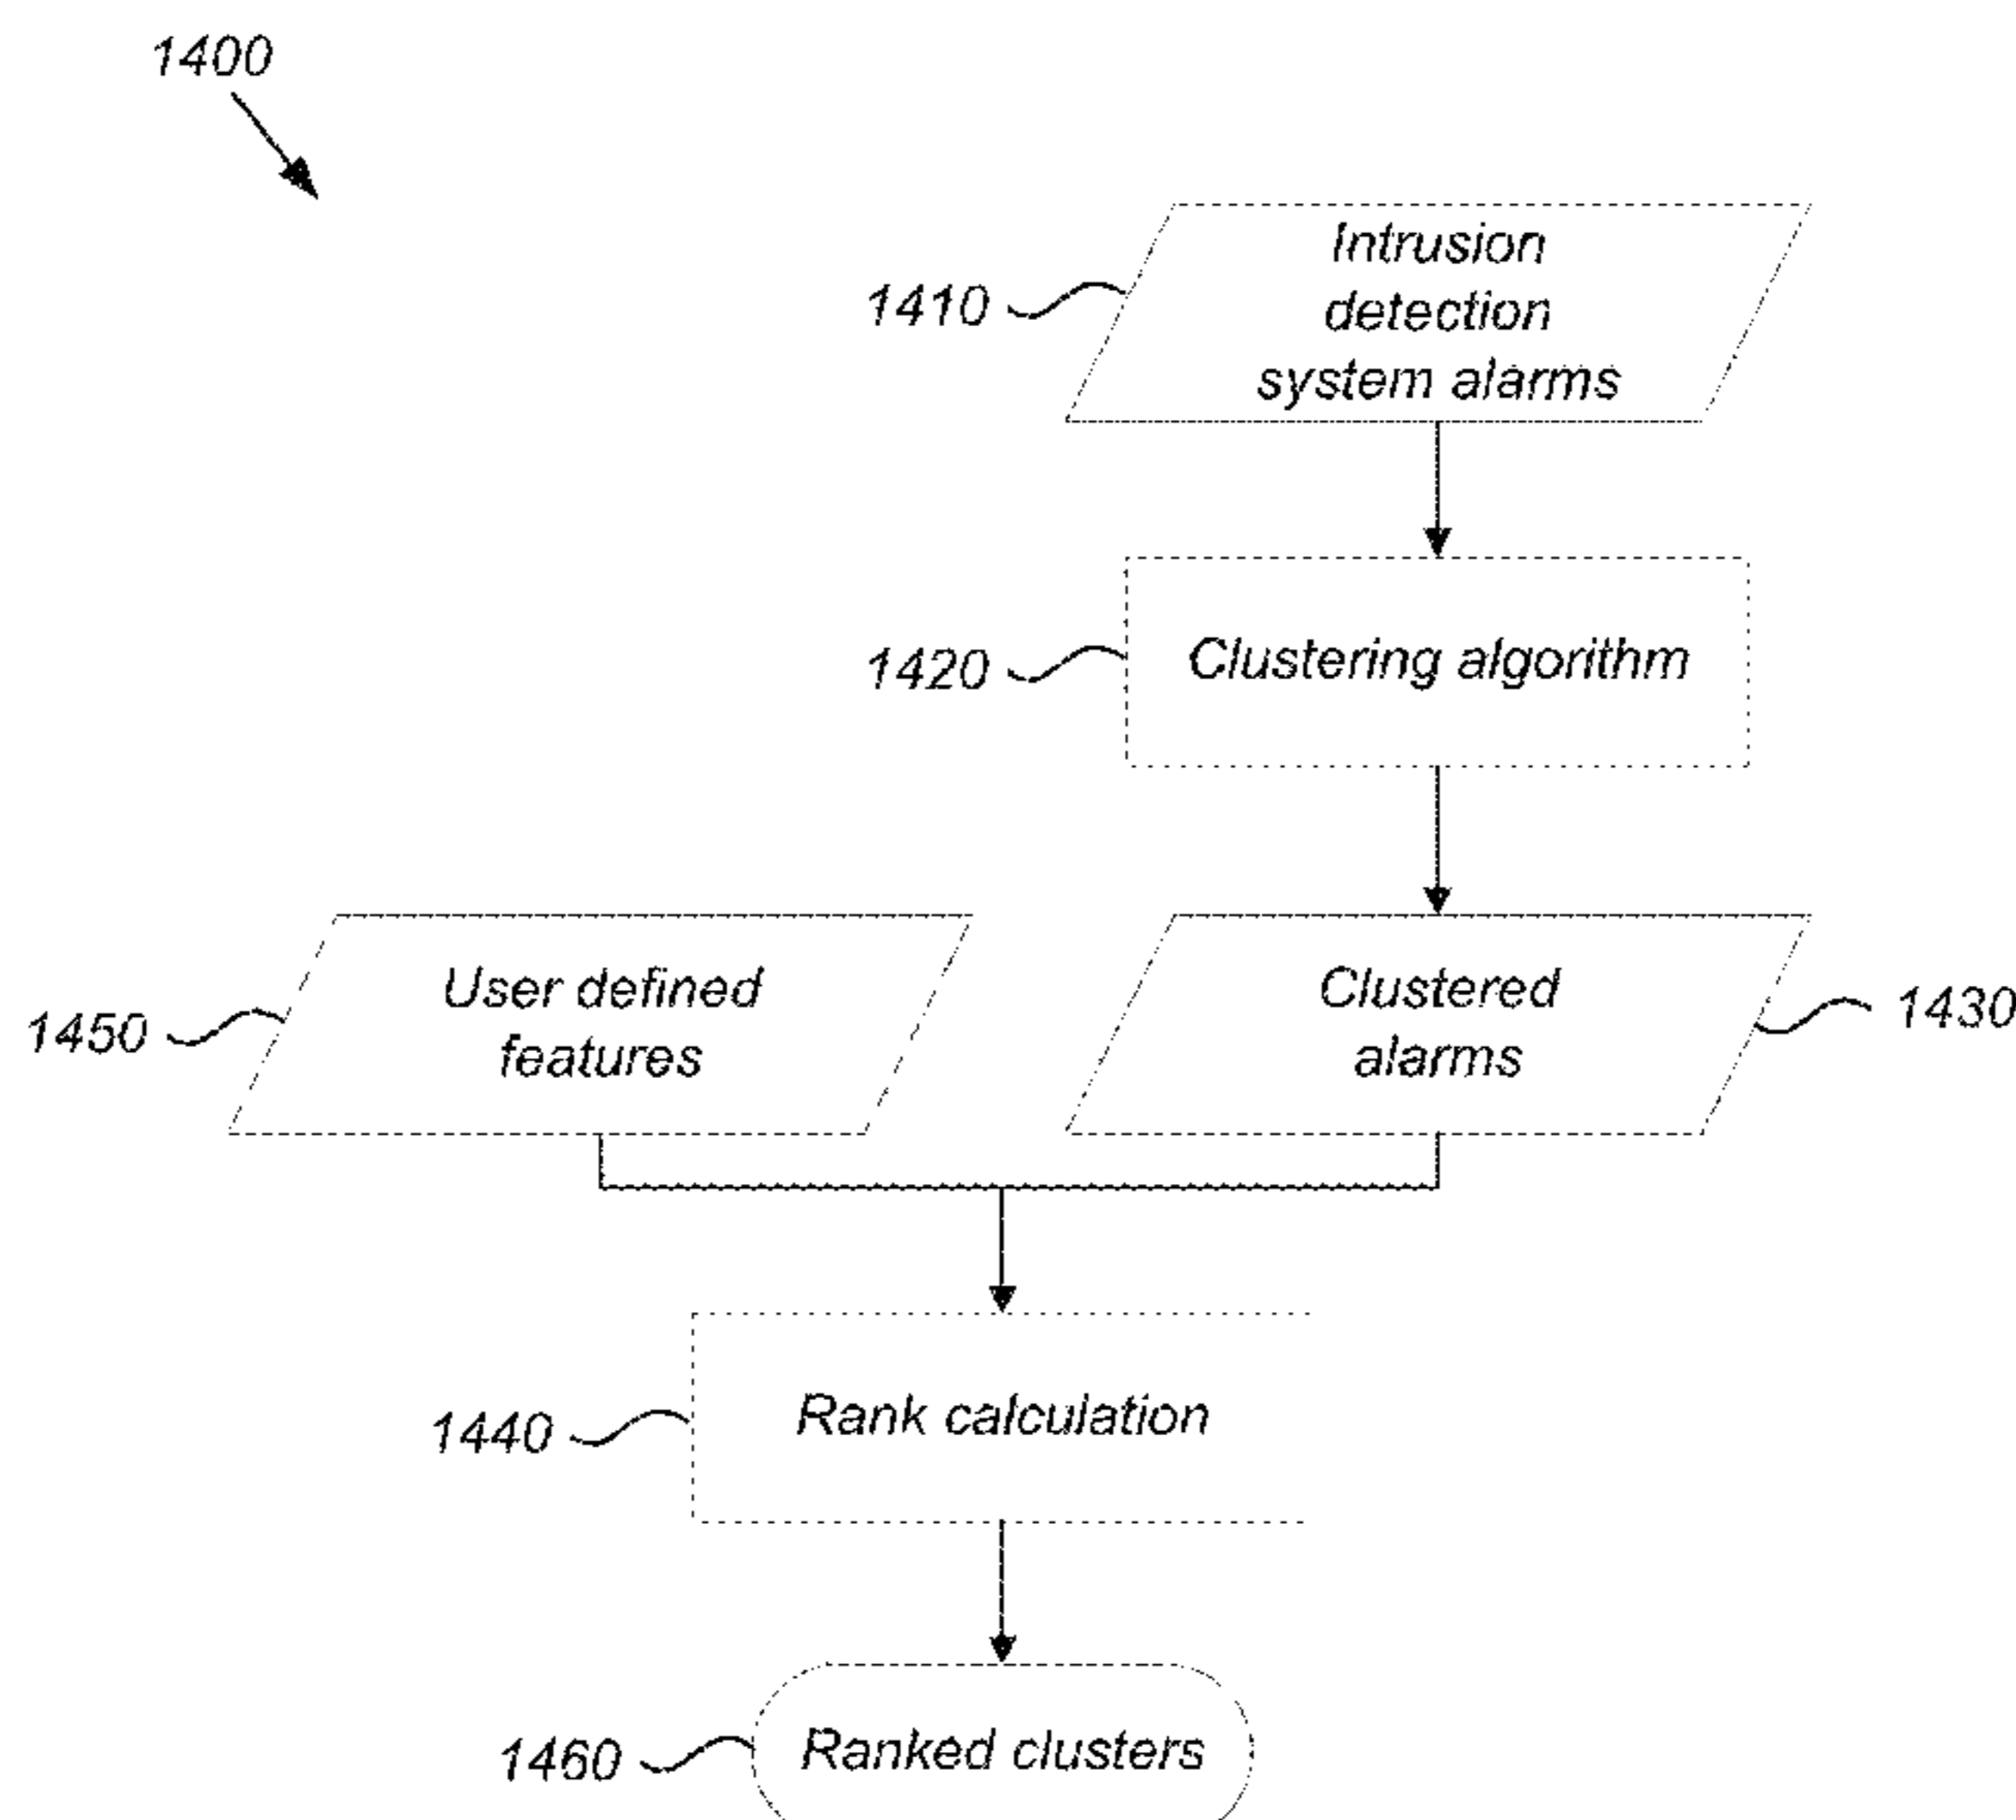 1400
Intrusion
detection
system alarms
1410
Clustering algorithm
1420
User defined
features
1450
Clustered
alarms
1430
Rank calculation
1440
Ranked clusters
1460